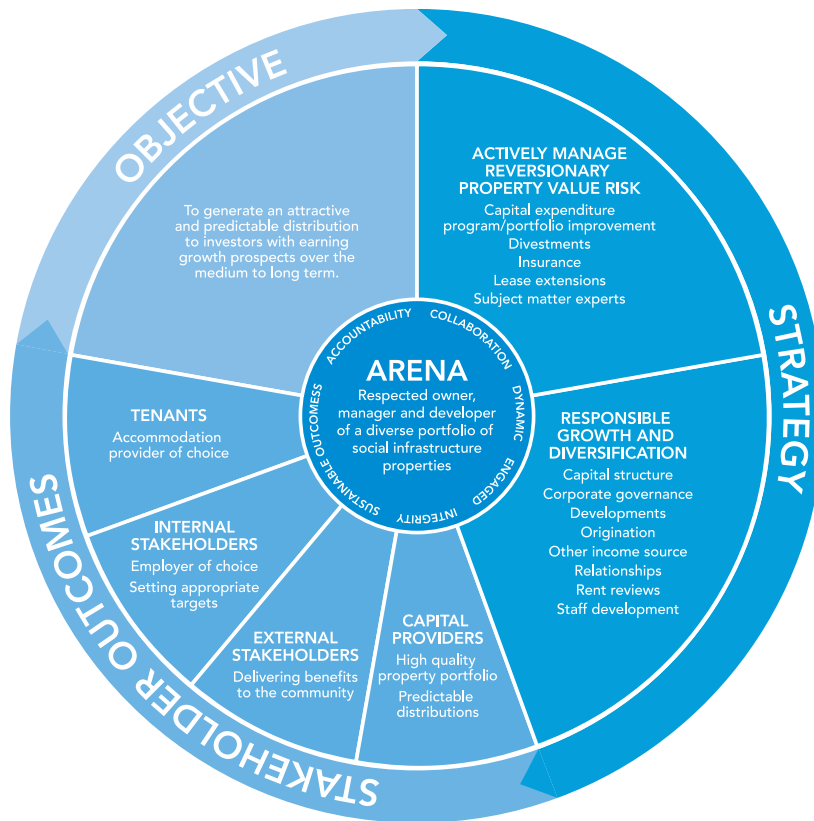 OBJECTIVE
To generate an attractive
and predictable distribution
to investors with earning
growth prospects over the
medium to long term.
STRATEGY
ACTIVELY MANAGE
REVERSIONARY
PROPERTY VALUE RISK
Capital expenditure
program/portfolio improvement
Divestments
Insurance
Lease extensions
Subject matter experts
RESPONSIBLE
GROWTH AND
DIVERSIFICATION
Capital structure
Corporate governance
Developments
Origination
Other income source
Relationships
Rent reviews
Staff development
STAKEHOLDER OUTCOMES
CAPITAL
PROVIDERS
High quality
property portfolio
Predictable
distributions
EXTERNAL
STAKEHOLDERS
Delivering benefits
to the community
INTERNAL
STAKEHOLDERS
Employer of choice
Setting appropriate
targets
TENANTS
Accommodation
provider of choice
ACCOUNTABILITY
COLLABORATION
DYNAMIC
ENGAGED
INTEGRITY
SUSTAINABLE OUTCOMESS
ARENA
Respected owner,
manager and developer
of a diverse portfolio of
social infrastructure
properties